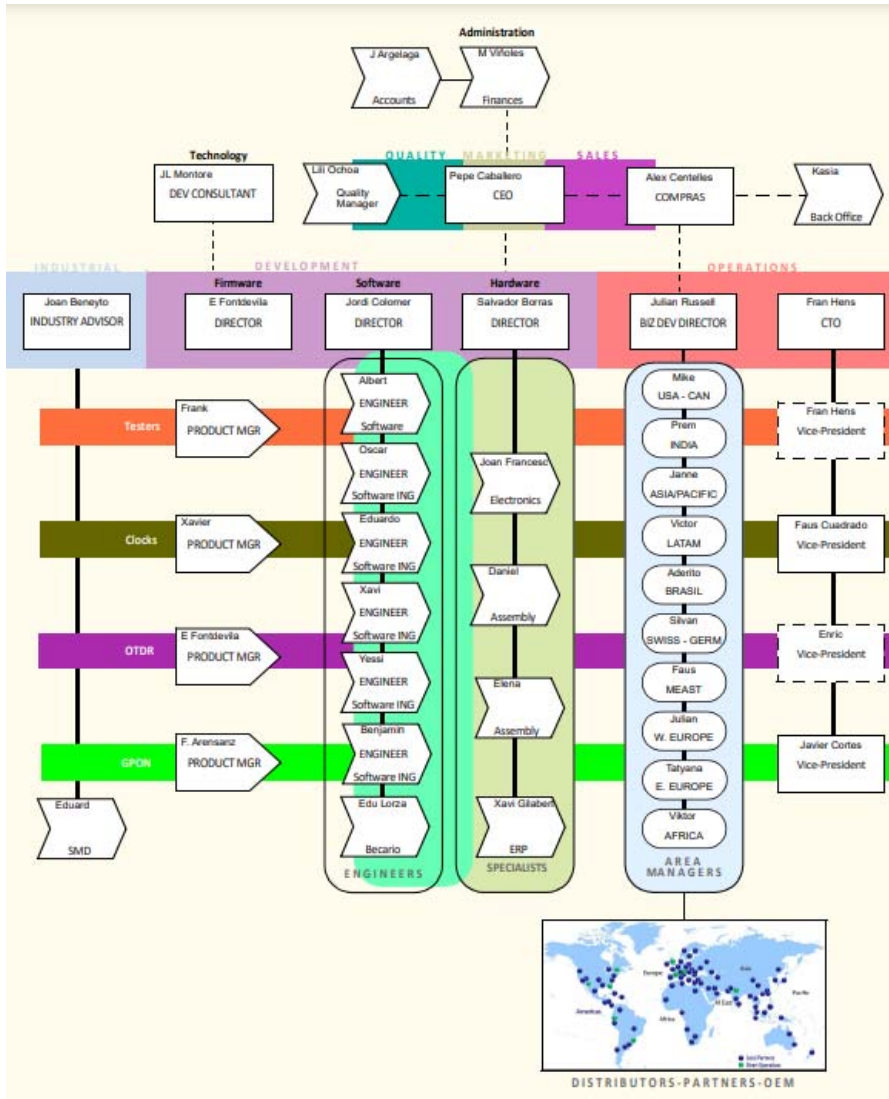 Administration
J Argelaga
Accounts
M Viñoles
Finances
QUALITY
MARKETING
SALES
Technology
JL Montore
DEV CONSULTANT
Lili Ochoa
Quality
Manager
Pepe Caballero
CEO
Alex Centelles
COMPRAS
Kasia
Back Office
INDUSTRIAL
DEVELOPMENT
OPERATIONS
Firmware
Software
Hardware
Joan Beneyto
INDUSTRY ADVISOR
E Fontdevila
DIRECTOR
Jordi Colomer
DIRECTOR
Salvador Borras
DIRECTOR
Julian Russell
BIZ DEV DIRECTOR
Fran Hens
CTO
Testers
Frank
PRODUCT MGR
Clocks
Xavier
PRODUCT MGR
OTDR
E Fontdevila
PRODUCT MGR
GPON
F. Arensanz
PRODUCT MGR
Eduard
SMD
Albert
ENGINEER
Software
Oscar
ENGINEER
Software ING
Eduardo
ENGINEER
Software ING
Xavi
ENGINEER
Software ING
Yessi
ENGINEER
Software ING
Benjamin
ENGINEER
Software ING
Edu Lorza
Becario
ENGINEERS
Joan Francesc
Electronics
Daniel
Assembly
Elena
Assembly
Xavi Gilabert
ERP
SPECIALISTS
Mike
USA - CAN
Prem
INDIA
Janne
ASIA/PACIFIC
Victor
LATAM
Aderito
BRASIL
Silvan
SWISS - GERM
Faus
MEAST
Julian
W. EUROPE
Tatyana
E. EUROPE
Viktor
AFRICA
AREA
MANAGERS
Fran Hens
Vice-President
Faus Cuadrado
Vice-President
Enric
Vice-President
Javier Cortes
Vice-President
Europe
Asia
Pacific
M East
Americas
Africa
DISTRIBUTORS-PARTNERS-OEM